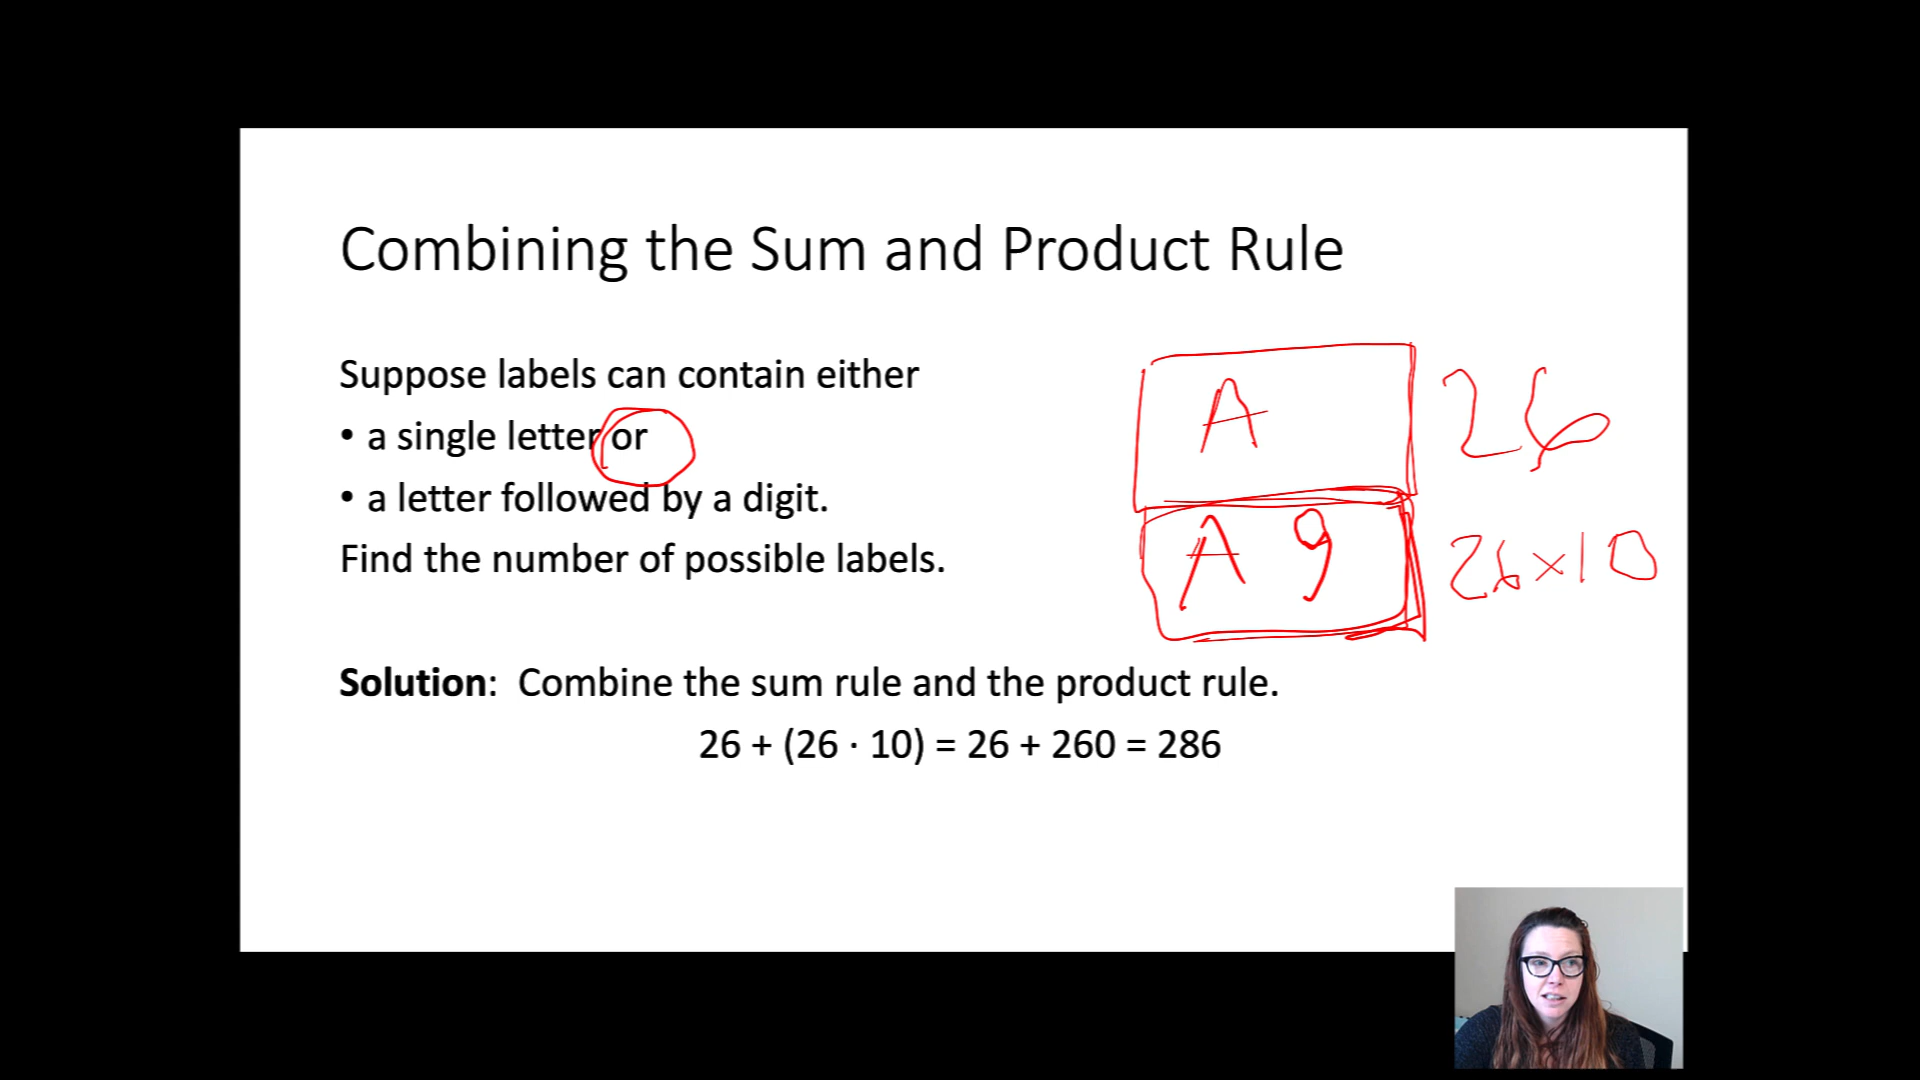 Combining the Sum and Product Rule
Suppose labels can contain either
• a single letter or
• a letter followed by a digit.
Find the number of possible labels.
A 26
A 9 26×10
Solution: Combine the sum rule and the product rule.
26 + (26 · 10) = 26 + 260 = 286